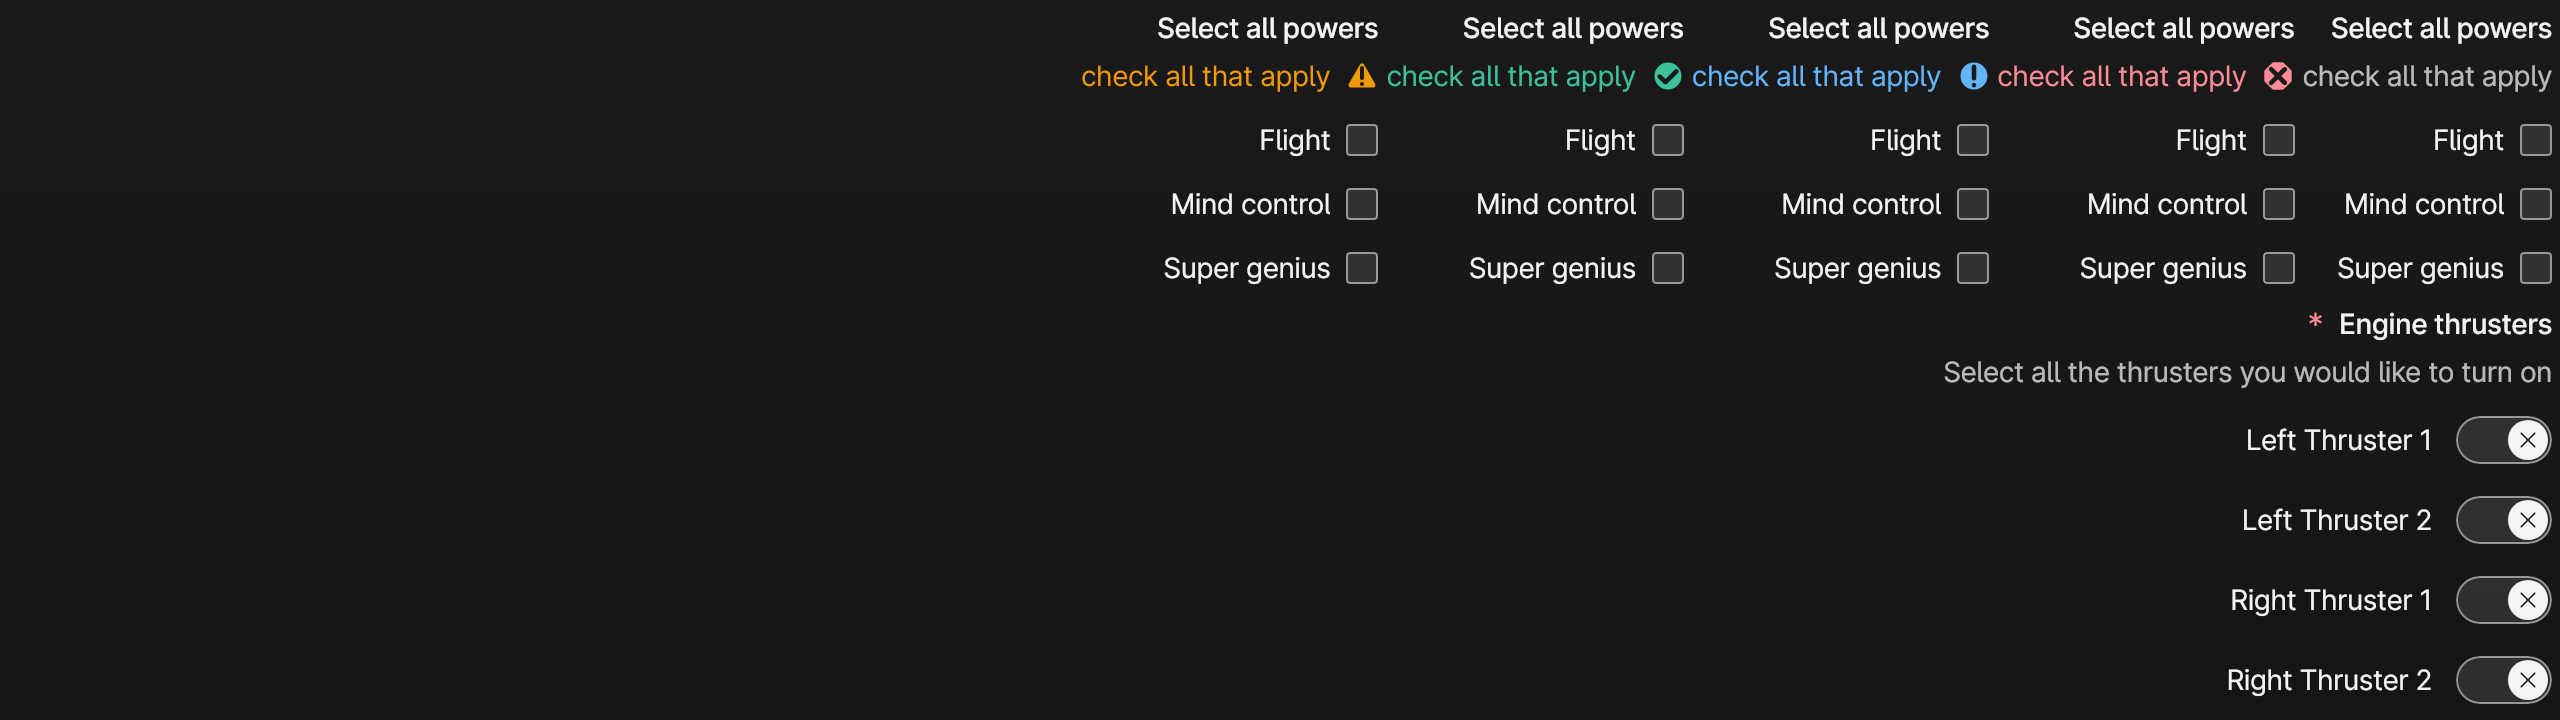 Select all powers Select all powers Select all powers Select all powers Select all powers
check all that apply check all that apply check all that apply check all that apply check all that apply
Flight Flight Flight Flight Flight
Mind control Mind control Mind control Mind control Mind control
Super genius Super genius Super genius Super genius Super genius
* Engine thrusters
Select all the thrusters you would like to turn on
Left Thruster 1
Left Thruster 2
Right Thruster 1
Right Thruster 2